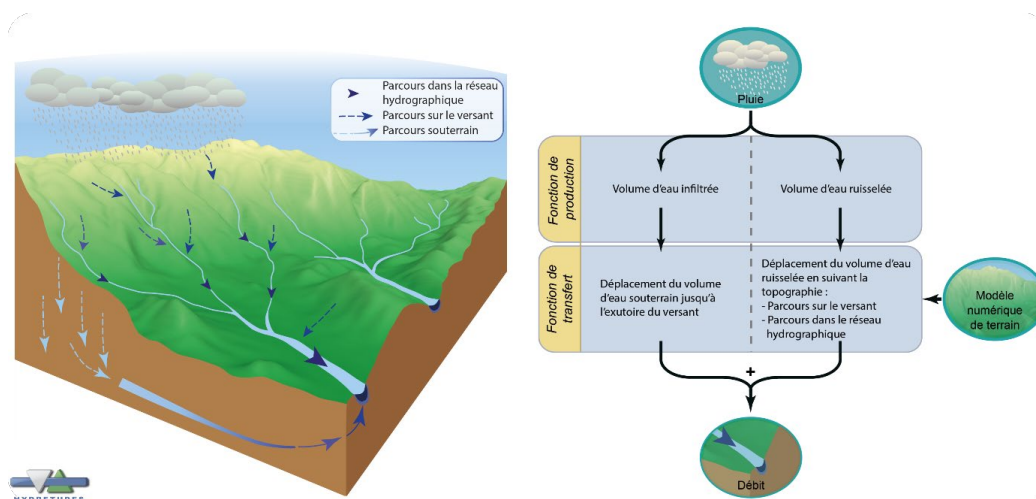 Parcours dans la réseau
hydrographique
Parcours sur le versant
Parcours souterrain
HYDRETUDES
Pluie
Fonction de
production
Volume d'eau infiltrée
Volume d'eau ruisselée
Fonction de
transfert
Déplacement du volume
d'eau souterrain jusqu'à
l'exutoire du versant
Déplacement du volume d'eau
ruisselée en suivant la
topographie :
- Parcours sur le versant
- Parcours dans le réseau
hydrographique
Modèle
numérique
de terrain
+
Débit